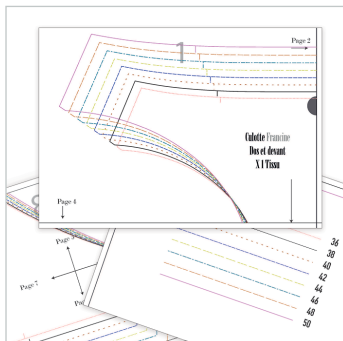 1
Page 2
Culotte Francine
Dos et devant
X 1 Tissu
Page 4
Page 7
36
38
40
42
44
46
48
50